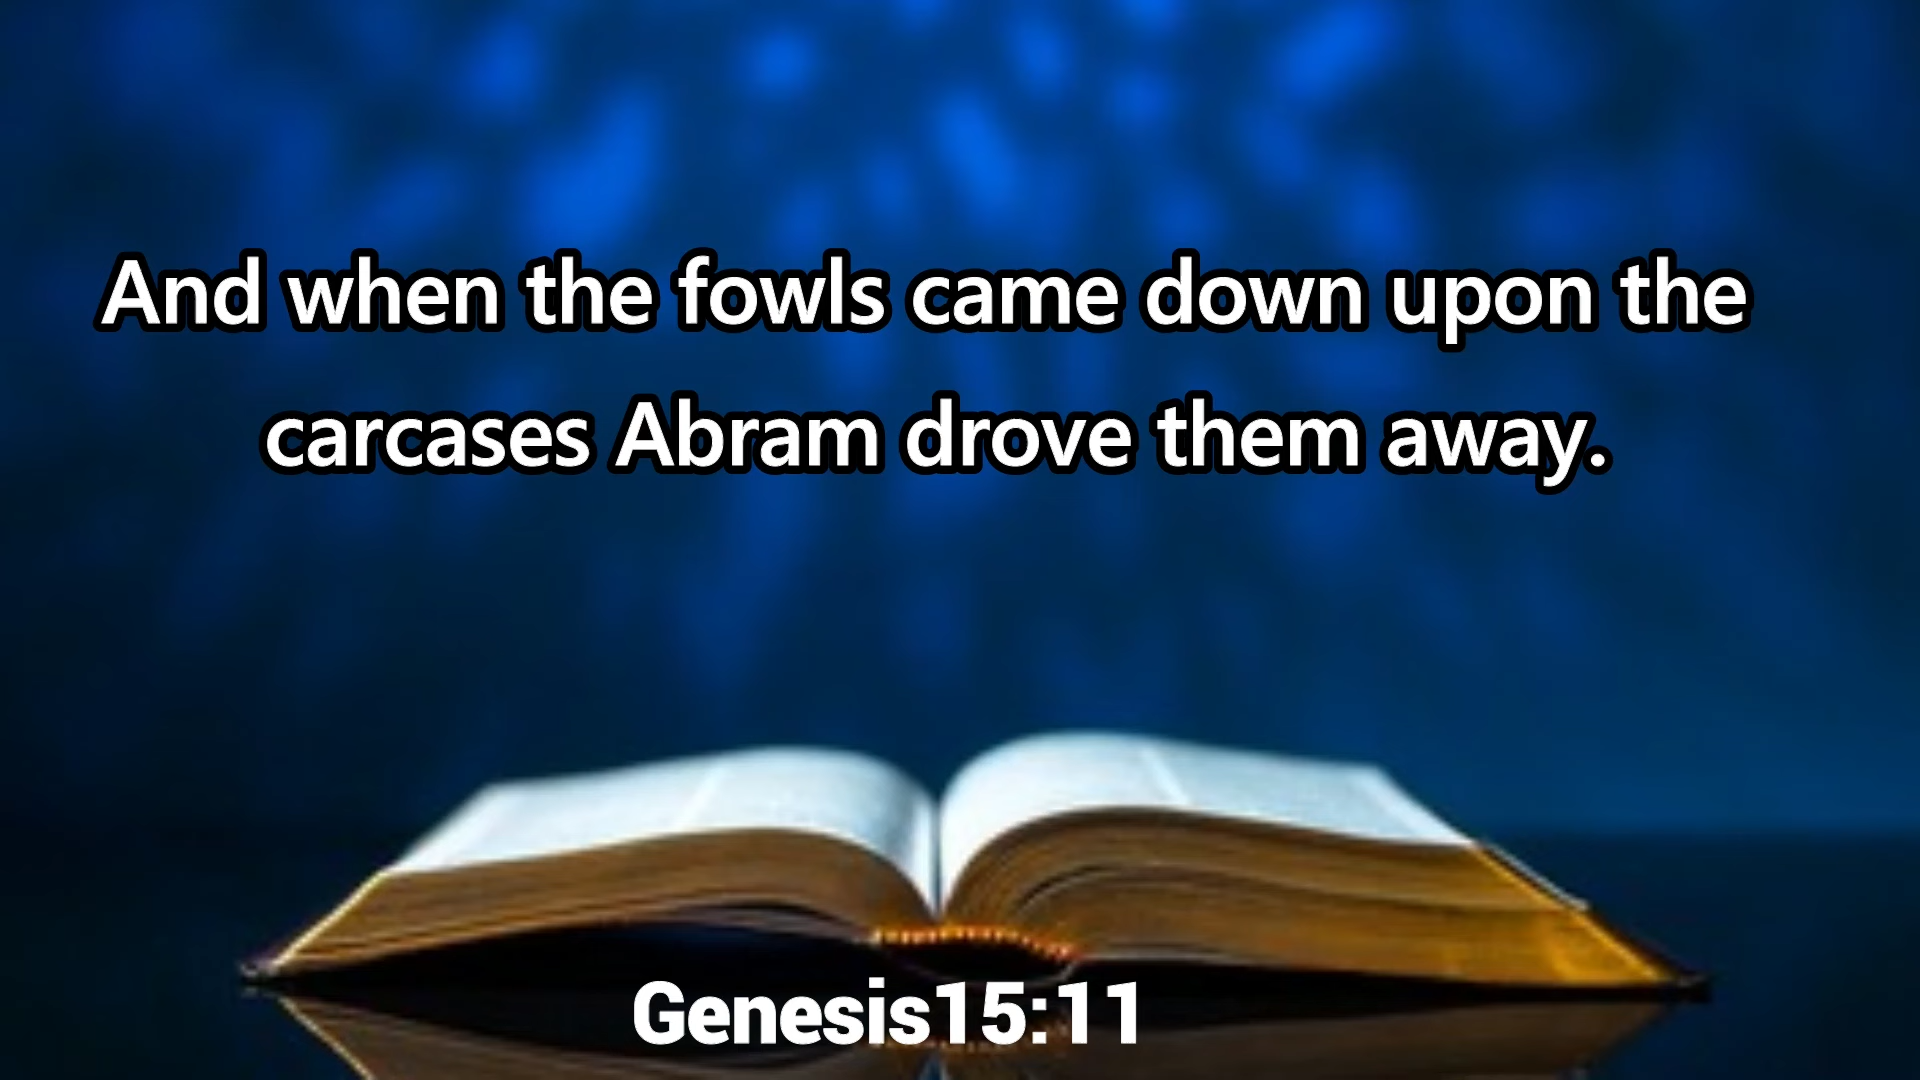 And when the fowls came down upon the
carcases Abram drove them away.
Genesis15:11